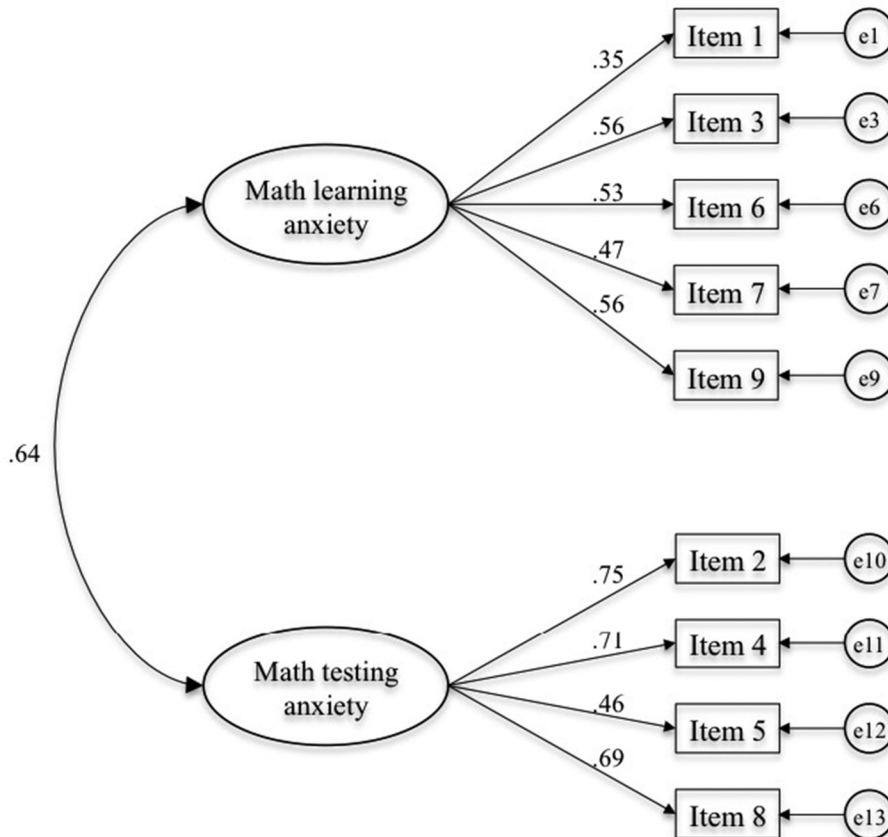 Item 1
e1
.35
Item 3
e3
.56
Math learning
anxiety
.53
Item 6
e6
.47
Item 7
e7
.56
Item 9
e9
.64
Item 2
e10
.75
Item 4
e11
.71
Math testing
anxiety
.46
Item 5
e12
.69
Item 8
e13